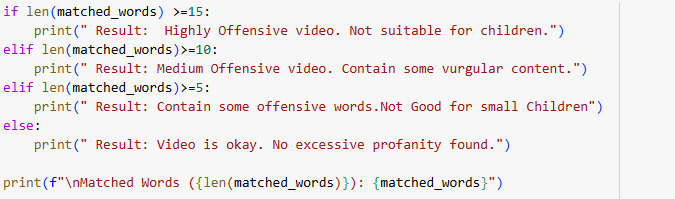 if len(matched_words) >=15:
    print(" Result:  Highly Offensive video. Not suitable for children.")
elif len(matched_words)>=10:
    print(" Result: Medium Offensive video. Contain some vurgular content.")
elif len(matched_words)>=5:
    print(" Result: Contain some offensive words.Not Good for small Children")
else:
    print(" Result: Video is okay. No excessive profanity found.")

print(f"\nMatched Words ({len(matched_words)}): {matched_words}")